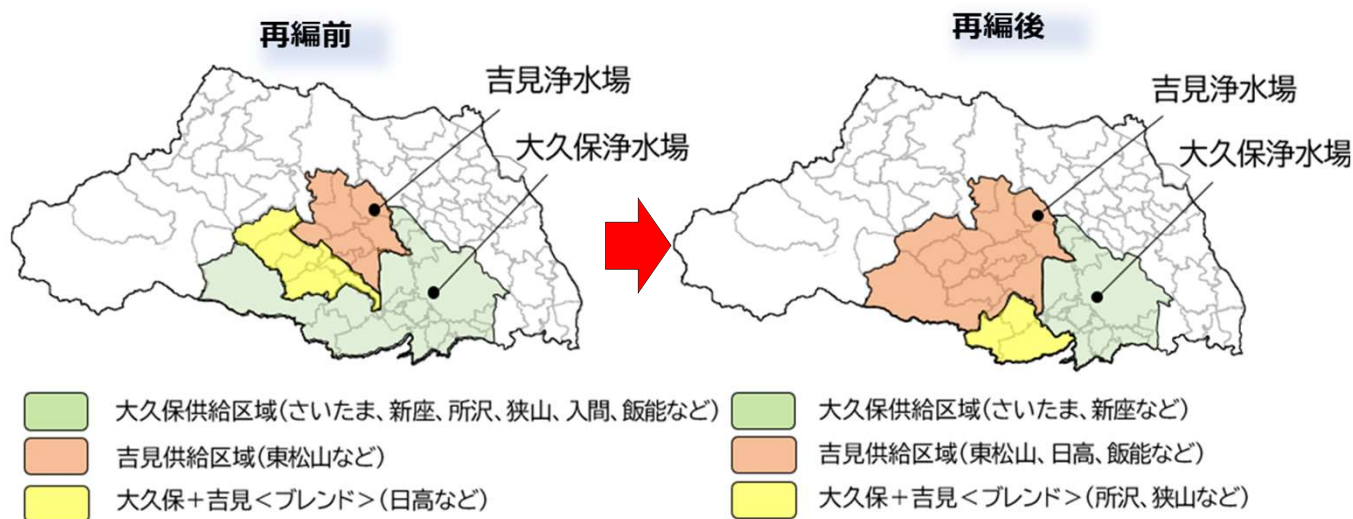 再編前
吉見浄水場
大久保浄水場
大久保供給区域(さいたま、新座、所沢、狭山、入間、飯能など)
吉見供給区域(東松山など)
大久保+吉見<ブレンド>(日高など)
再編後
吉見浄水場
大久保浄水場
大久保供給区域(さいたま、新座など)
吉見供給区域(東松山、日高、飯能など)
大久保+吉見<ブレンド>(所沢、狭山など)